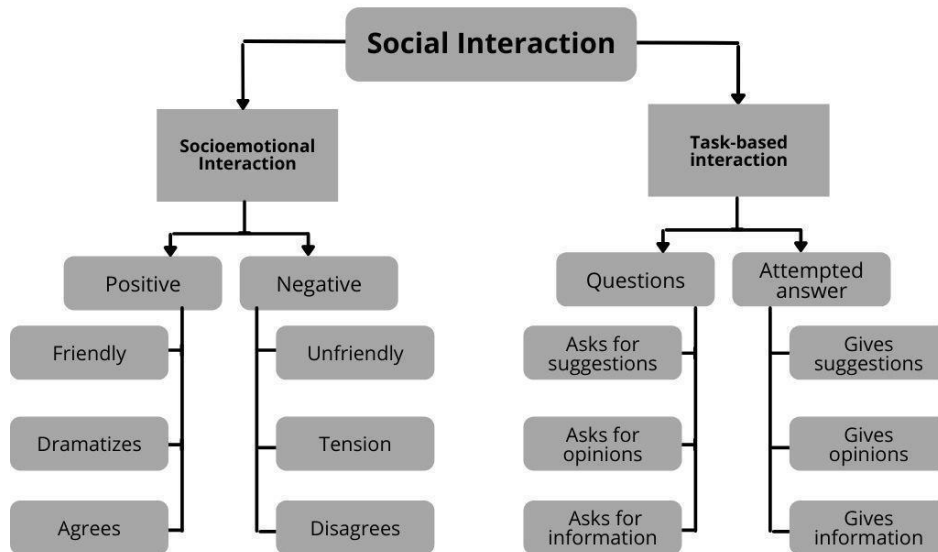 Social Interaction
Socioemotional
Interaction
Task-based
interaction
Positive
Negative
Questions
Attempted
answer
Friendly
Unfriendly
Asks for
suggestions
Gives
suggestions
Dramatizes
Tension
Asks for
opinions
Gives
opinions
Agrees
Disagrees
Asks for
information
Gives
information